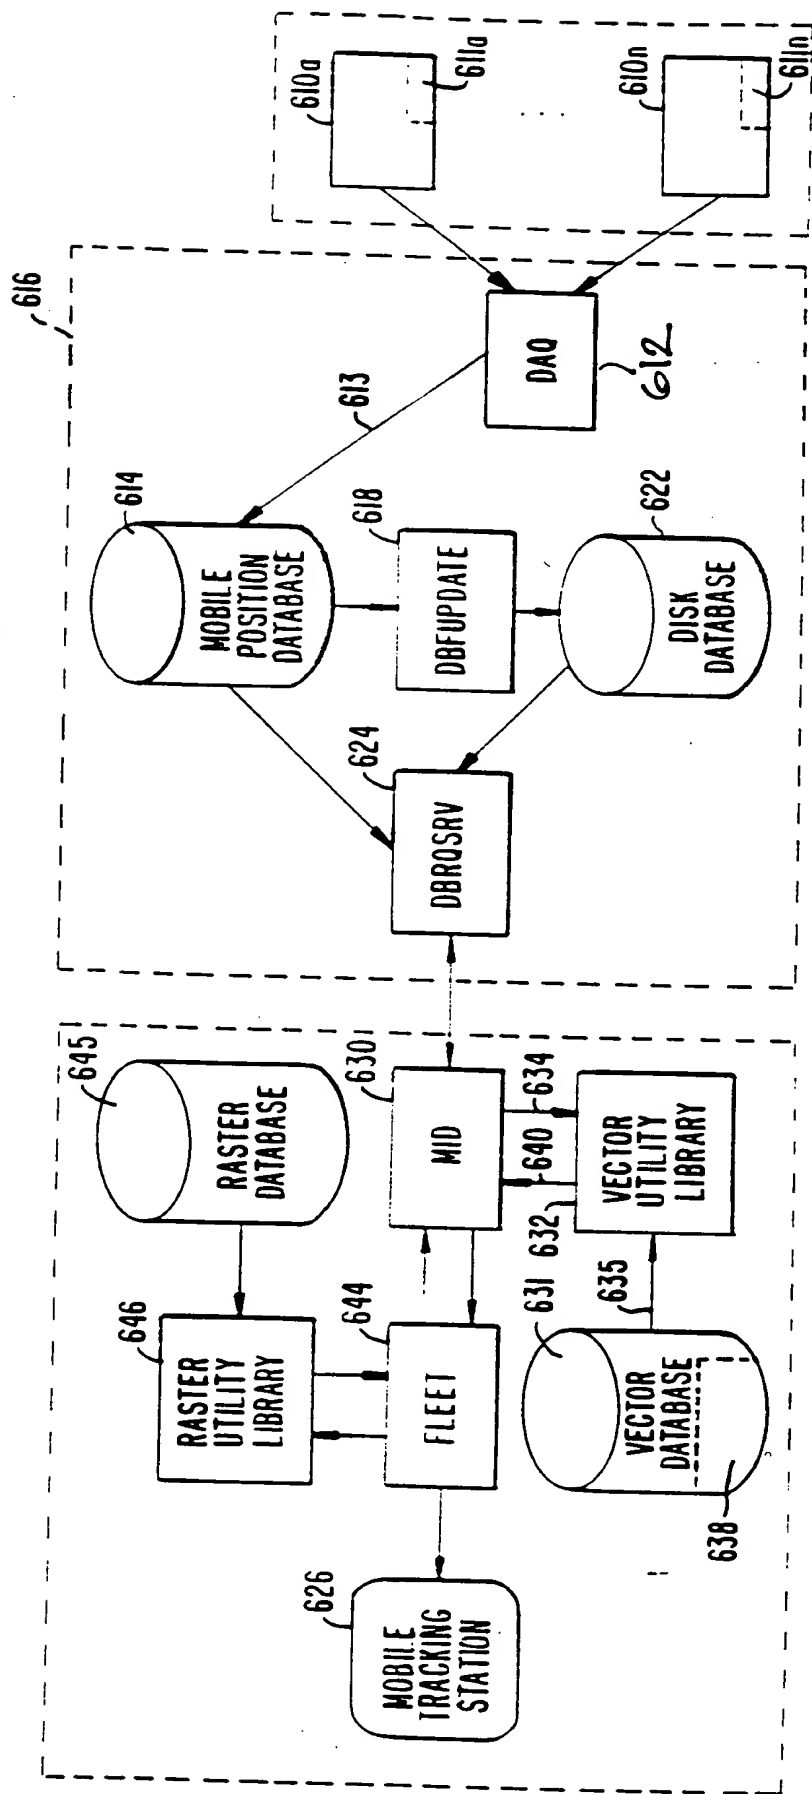 616
610a
611a
...
610n
611n
DAQ
612
613
614
MOBILE
POSITION
DATABASE
618
DBFUPDATE
622
DISK
DATABASE
624
DBRQSRV
645
RASTER
DATABASE
646
RASTER
UTILITY
LIBRARY
630
MID
634
640
632
VECTOR
UTILITY
LIBRARY
644
FLEET
631
635
VECTOR
DATABASE
638
626
MOBILE
TRACKING
STATION